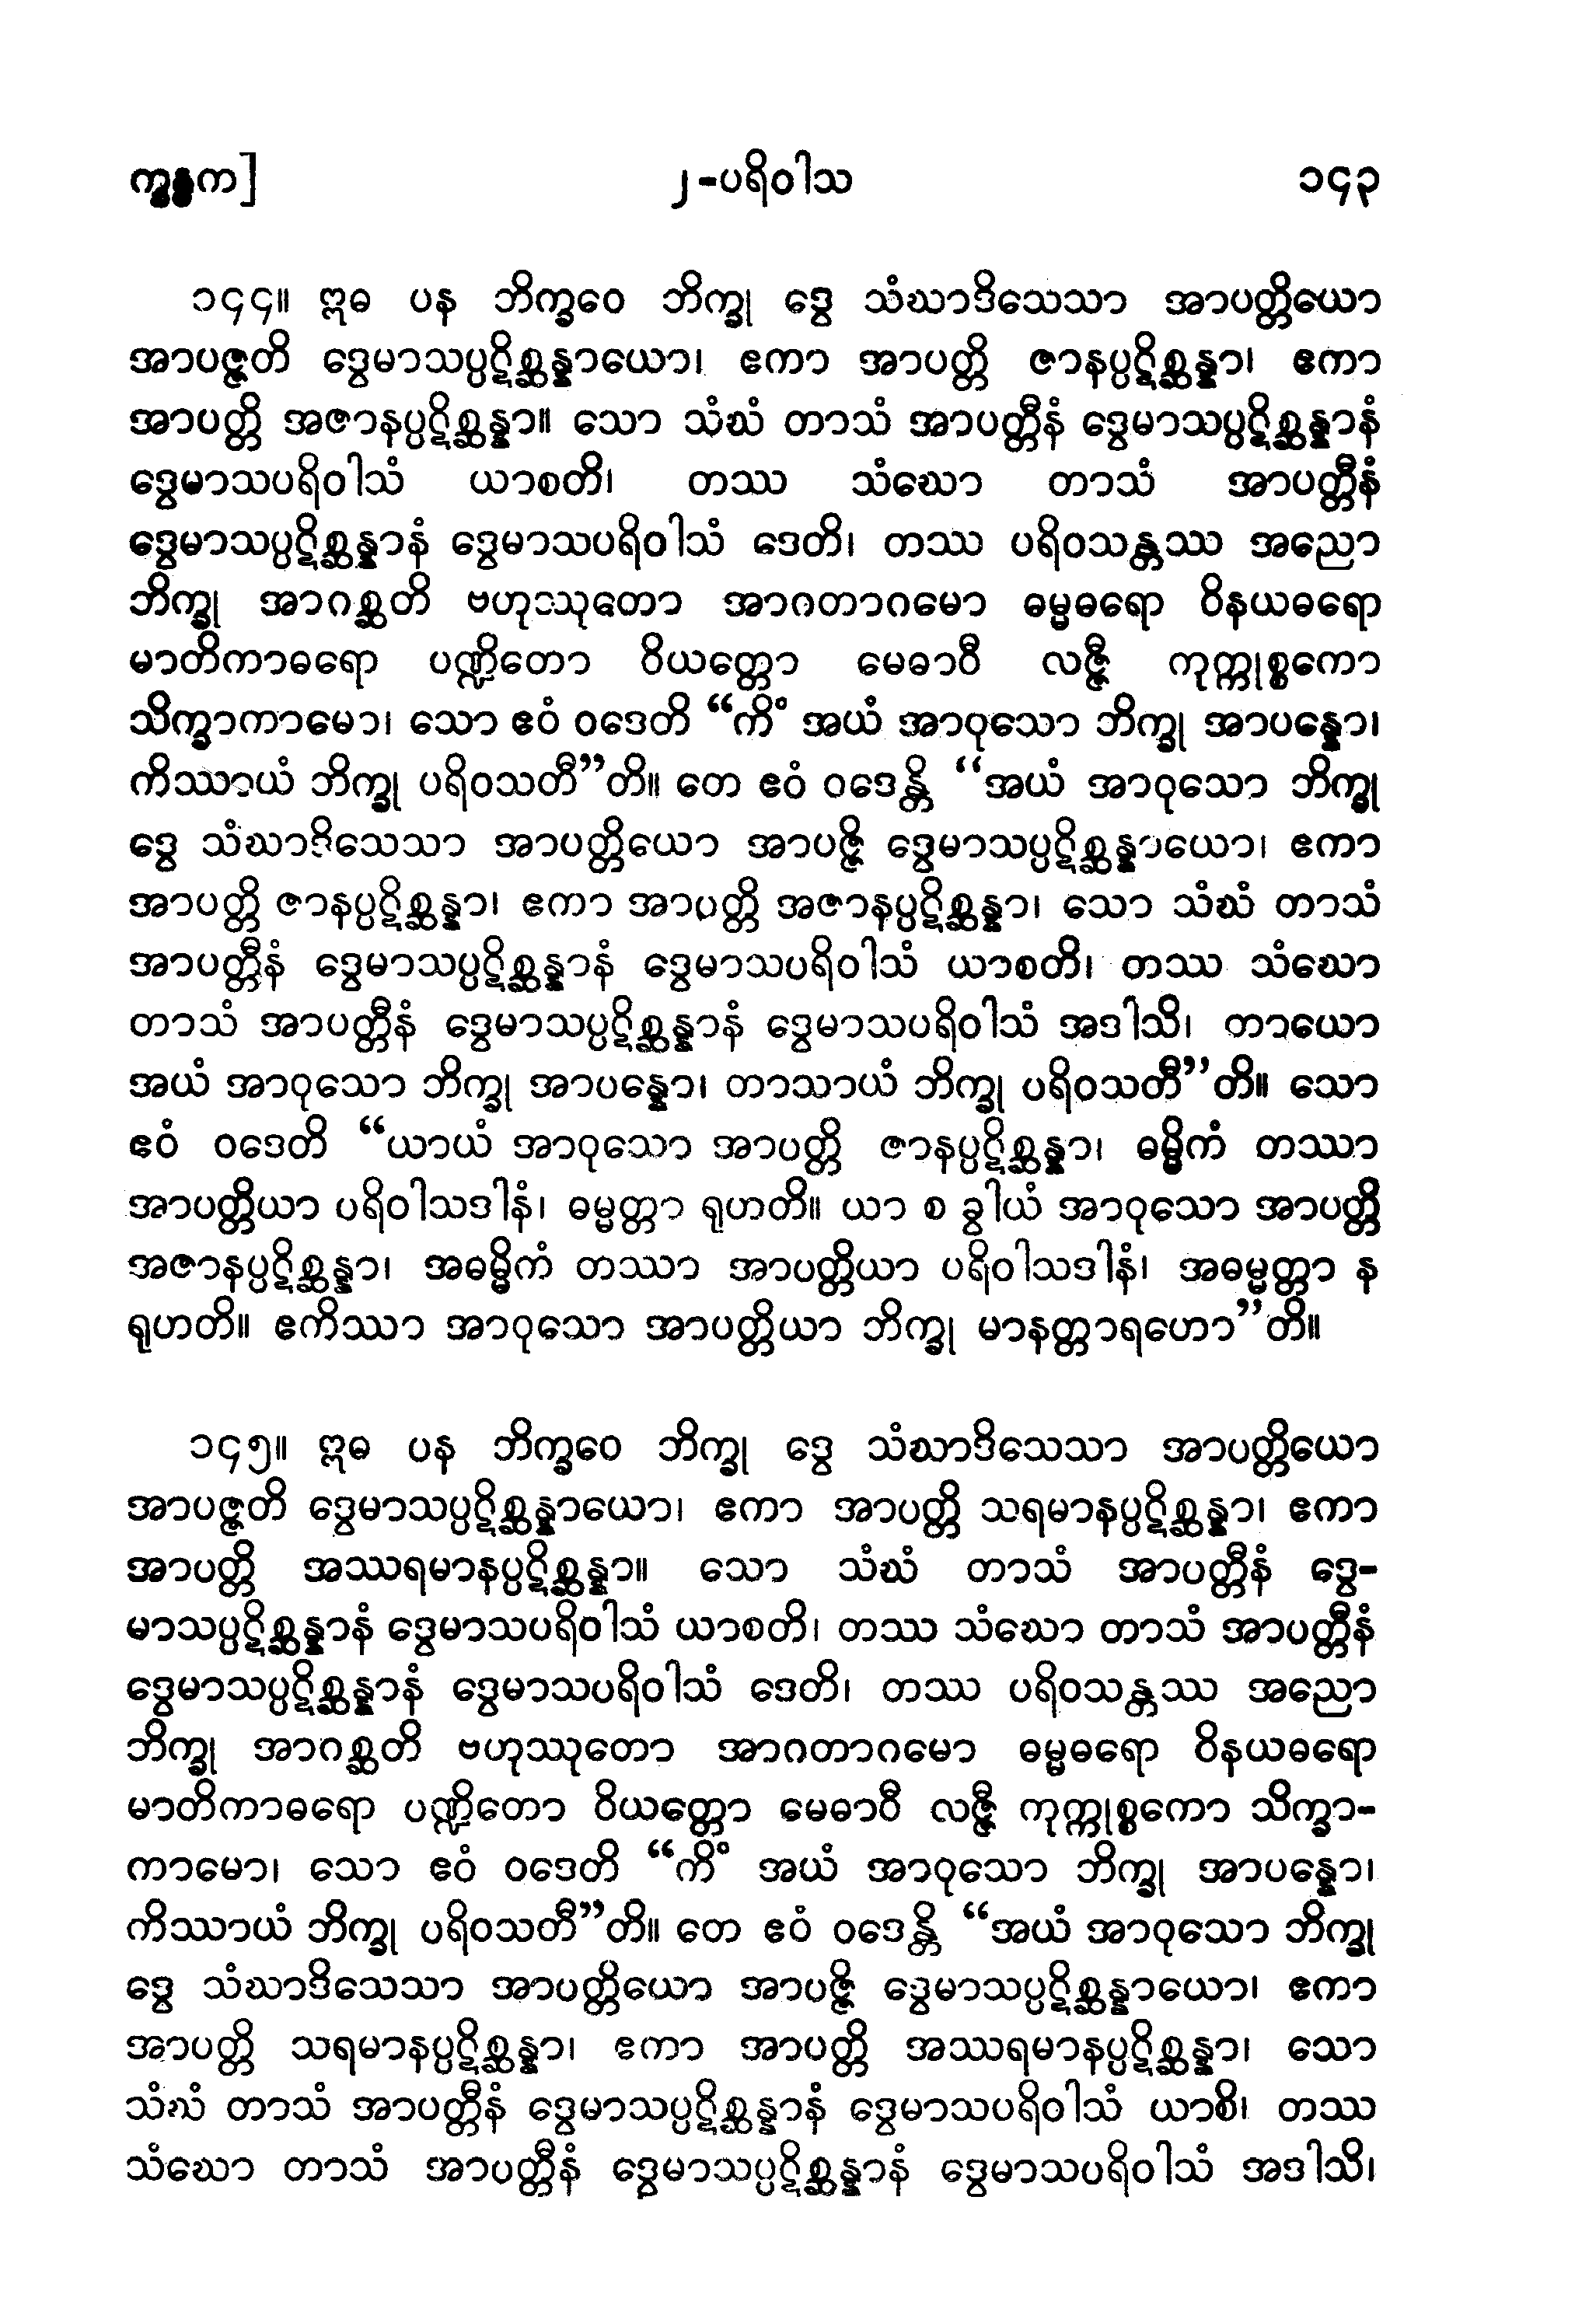 က္ခန္ဓက] ၂-ပရိဝါသ ၁၄၃
၁၄၄။ ဣဓ ပန ဘိက္ခဝေ ဘိက္ခု ဒွေ သံဃာဒိသေသာ အာပတ္တိယော
အာပဇ္ဇတိ ဒွေမာသပ္ပဋိစ္ဆန္နာယော၊ ဧကာ အာပတ္တိ ဇာနပ္ပဋိစ္ဆန္နာ၊ ဧကာ
အာပတ္တိ အဇာနပ္ပဋိစ္ဆန္နာ။ သော သံဃံ တာသံ အာပတ္တီနံ ဒွေမာသပ္ပဋိစ္ဆန္နာနံ
ဒွေမာသပရိဝါသံ ယာစတိ၊ တဿ သံဃော တာသံ အာပတ္တီနံ
ဒွေမာသပ္ပဋိစ္ဆန္နာနံ ဒွေမာသပရိဝါသံ ဒေတိ၊ တဿ ပရိဝသန္တဿ အညော
ဘိက္ခု အာဂစ္ဆတိ ဗဟုဿုတော အာဂတာဂမော ဓမ္မဓရော ဝိနယဓရော
မာတိကာဓရော ပဏ္ဍိတော ဝိယတ္တော မေဓာဝီ လဇ္ဇီ ကုက္ကုစ္စကော
သိက္ခာကာမော၊ သော ဧဝံ ဝဒေတိ “ကိံ အယံ အာဝုသော ဘိက္ခု အာပန္နော၊
ကိဿာယံ ဘိက္ခု ပရိဝသတီ”တိ။ တေ ဧဝံ ဝဒေန္တိ “အယံ အာဝုသော ဘိက္ခု
ဒွေ သံဃာဒိသေသာ အာပတ္တိယော အာပဇ္ဇိ ဒွေမာသပ္ပဋိစ္ဆန္နာယော၊ ဧကာ
အာပတ္တိ ဇာနပ္ပဋိစ္ဆန္နာ၊ ဧကာ အာပတ္တိ အဇာနပ္ပဋိစ္ဆန္နာ၊ သော သံဃံ တာသံ
အာပတ္တီနံ ဒွေမာသပ္ပဋိစ္ဆန္နာနံ ဒွေမာသပရိဝါသံ ယာစတိ၊ တဿ သံဃော
တာသံ အာပတ္တီနံ ဒွေမာသပ္ပဋိစ္ဆန္နာနံ ဒွေမာသပရိဝါသံ အဒါသိ၊ တာယော
အယံ အာဝုသော ဘိက္ခု အာပန္နော၊ တာသာယံ ဘိက္ခု ပရိဝသတီ”တိ။ သော
ဧဝံ ဝဒေတိ “ယာယံ အာဝုသော အာပတ္တိ ဇာနပ္ပဋိစ္ဆန္နာ၊ ဓမ္မိကံ တဿာ
အာပတ္တိယာ ပရိဝါသဒါနံ၊ ဓမ္မတ္တာ ရုဟတိ။ ယာ စ ခွါယံ အာဝုသော အာပတ္တိ
အဇာနပ္ပဋိစ္ဆန္နာ၊ အဓမ္မိကံ တဿာ အာပတ္တိယာ ပရိဝါသဒါနံ၊ အဓမ္မတ္တာ န
ရုဟတိ။ ဧကိဿာ အာဝုသော အာပတ္တိယာ ဘိက္ခု မာနတ္တာရဟော”တိ။
၁၄၅။ ဣဓ ပန ဘိက္ခဝေ ဘိက္ခု ဒွေ သံဃာဒိသေသာ အာပတ္တိယော
အာပဇ္ဇတိ ဒွေမာသပ္ပဋိစ္ဆန္နာယော၊ ဧကာ အာပတ္တိ သရမာနပ္ပဋိစ္ဆန္နာ၊ ဧကာ
အာပတ္တိ အဿရမာနပ္ပဋိစ္ဆန္နာ။ သော သံဃံ တာသံ အာပတ္တီနံ ဒွေ-
မာသပ္ပဋိစ္ဆန္နာနံ ဒွေမာသပရိဝါသံ ယာစတိ၊ တဿ သံဃော တာသံ အာပတ္တီနံ
ဒွေမာသပ္ပဋိစ္ဆန္နာနံ ဒွေမာသပရိဝါသံ ဒေတိ၊ တဿ ပရိဝသန္တဿ အညော
ဘိက္ခု အာဂစ္ဆတိ ဗဟုဿုတော အာဂတာဂမော ဓမ္မဓရော ဝိနယဓရော
မာတိကာဓရော ပဏ္ဍိတော ဝိယတ္တော မေဓာဝီ လဇ္ဇီ ကုက္ကုစ္စကော သိက္ခာ-
ကာမော၊ သော ဧဝံ ဝဒေတိ “ကိံ အယံ အာဝုသော ဘိက္ခု အာပန္နော၊
ကိဿာယံ ဘိက္ခု ပရိဝသတီ”တိ။ တေ ဧဝံ ဝဒေန္တိ “အယံ အာဝုသော ဘိက္ခု
ဒွေ သံဃာဒိသေသာ အာပတ္တိယော အာပဇ္ဇိ ဒွေမာသပ္ပဋိစ္ဆန္နာယော၊ ဧကာ
အာပတ္တိ သရမာနပ္ပဋိစ္ဆန္နာ၊ ဧကာ အာပတ္တိ အဿရမာနပ္ပဋိစ္ဆန္နာ၊ သော
သံဃံ တာသံ အာပတ္တီနံ ဒွေမာသပ္ပဋိစ္ဆန္နာနံ ဒွေမာသပရိဝါသံ ယာစိ၊ တဿ
သံဃော တာသံ အာပတ္တီနံ ဒွေမာသပ္ပဋိစ္ဆန္နာနံ ဒွေမာသပရိဝါသံ အဒါသိ၊